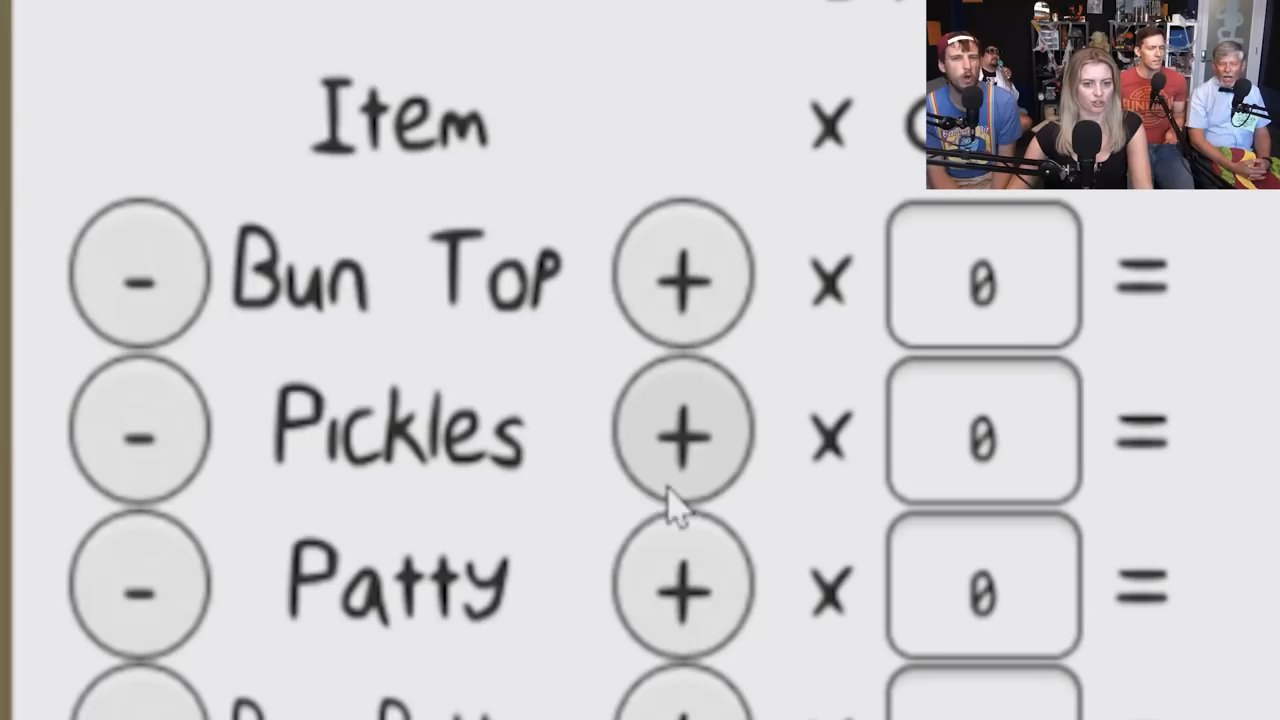 Item x
- Bun Top + x 0 =
- Pickles + x 0 =
- Patty + x 0 =